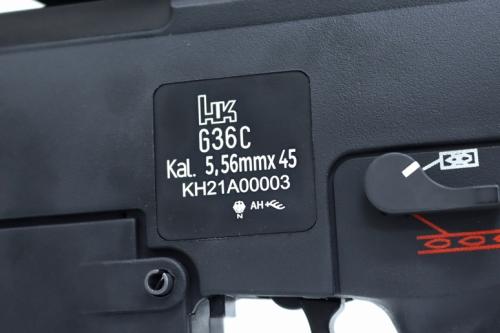 HK
G36C
Kal. 5,56mmx45
KH21A00003
N AH